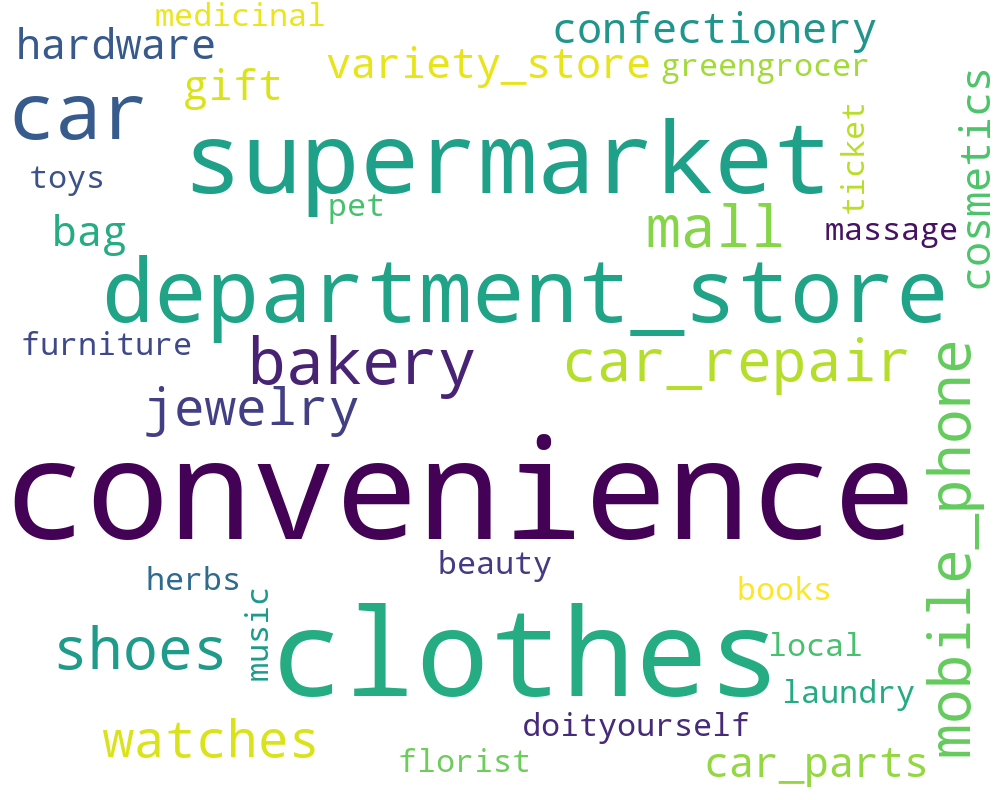 medicinal
confectionery
hardware
variety_store
greengrocer
gift
car
supermarket
ticket
cosmetics
toys
pet
bag
mall
massage
department_store
furniture
bakery
car_repair
jewelry
mobile_phone
convenience
beauty
herbs
books
music
shoes
clothes
local
laundry
doityourself
watches
florist
car_parts